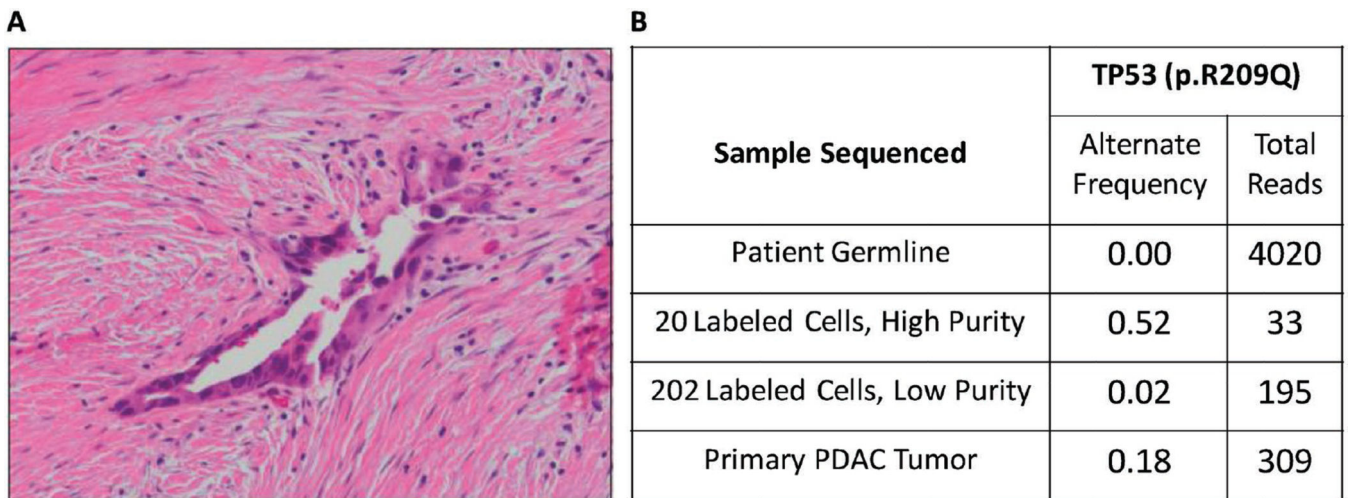 A
B
Sample Sequenced
TP53 (p.R209Q)
Alternate
Frequency
Total
Reads
Patient Germline 0.00 4020
20 Labeled Cells, High Purity 0.52 33
202 Labeled Cells, Low Purity 0.02 195
Primary PDAC Tumor 0.18 309